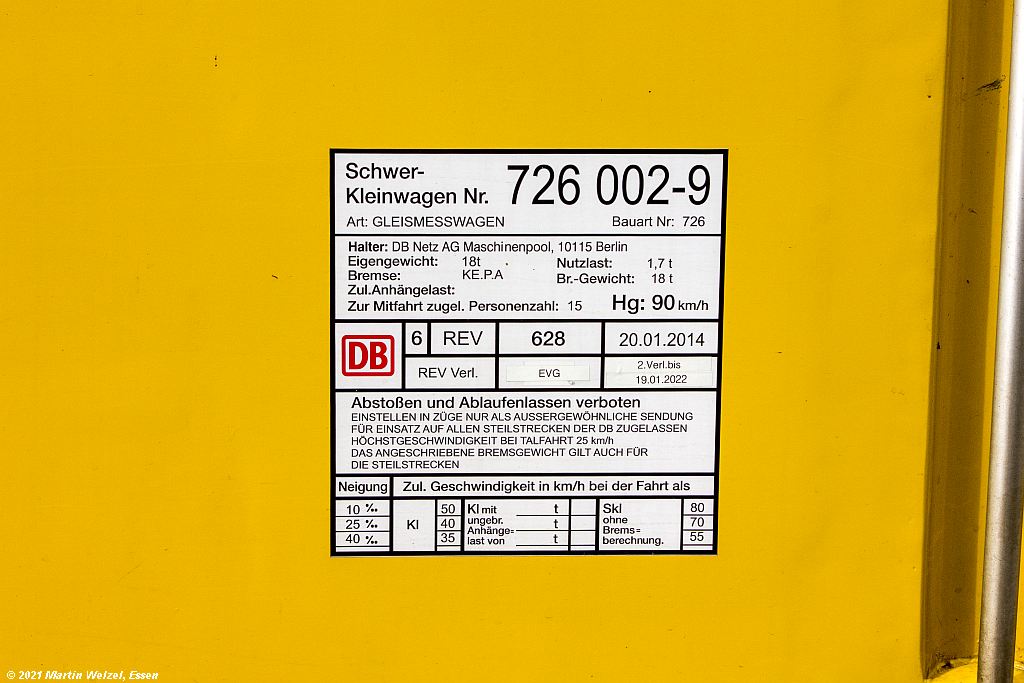 Schwer-
Kleinwagen Nr. 726 002-9
Art: GLEISMESSWAGEN Bauart Nr: 726
Halter: DB Netz AG Maschinenpool, 10115 Berlin
Eigengewicht: 18t Nutzlast: 1,7 t
Bremse: KE.P.A Br.-Gewicht: 18 t
Zul.Anhängelast:
Zur Mitfahrt zugel. Personenzahl: 15 Hg: 90 km/h
DB 6 REV 628 20.01.2014
REV Verl. EVG 2.Verl.bis
19.01.2022
Abstoßen und Ablaufenlassen verboten
EINSTELLEN IN ZÜGE NUR ALS AUSSERGEWÖHNLICHE SENDUNG
FÜR EINSATZ AUF ALLEN STEILSTRECKEN DER DB ZUGELASSEN
HÖCHSTGESCHWINDIGKEIT BEI TALFAHRT 25 km/h
DAS ANGESCHRIEBENE BREMSGEWICHT GILT AUCH FÜR
DIE STEILSTRECKEN
Neigung Zul. Geschwindigkeit in km/h bei der Fahrt als
10 ‰ 50 Kl mit t Skl 80
25 ‰ Kl 40 ungebr. ohne 70
40 ‰ 35 Anhänge= t Brems= 55
last von berechnung.
© 2021 Martin Welzel, Essen